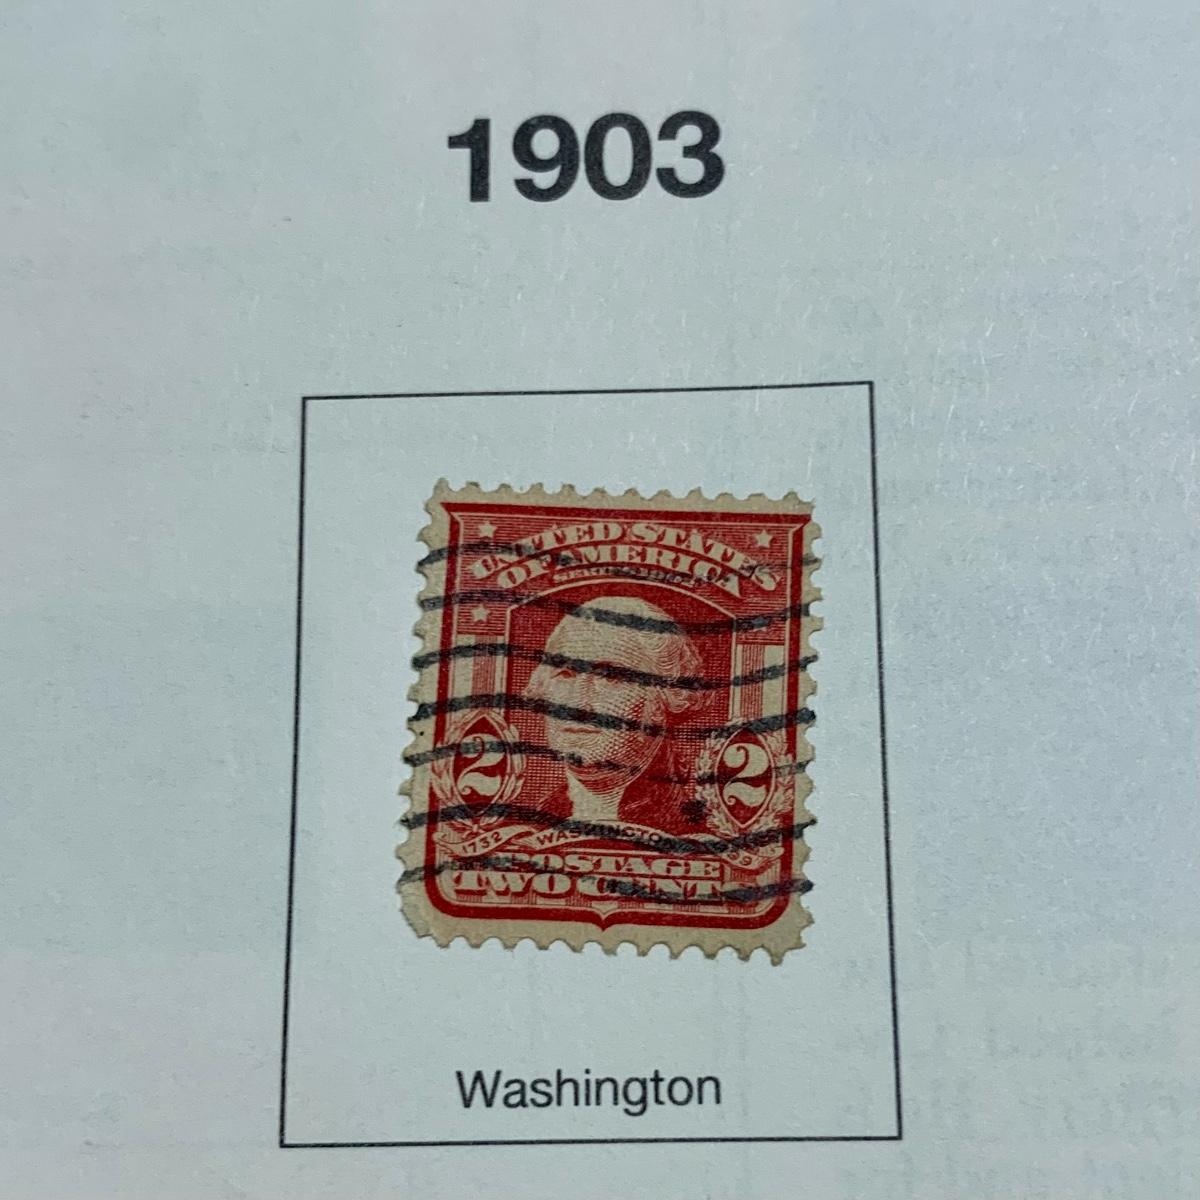 1903
UNITED STATES
OF AMERICA
2 2
1732 WASHINGTON
POSTAGE
TWO CENTS
Washington